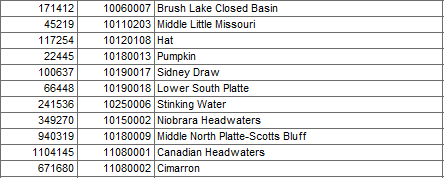 171412 10060007 Brush Lake Closed Basin
45219 10110203 Middle Little Missouri
117254 10120108 Hat
22445 10180013 Pumpkin
100637 10190017 Sidney Draw
66448 10190018 Lower South Platte
241536 10250006 Stinking Water
349270 10150002 Niobrara Headwaters
940319 10180009 Middle North Platte-Scotts Bluff
1104145 11080001 Canadian Headwaters
671680 11080002 Cimarron